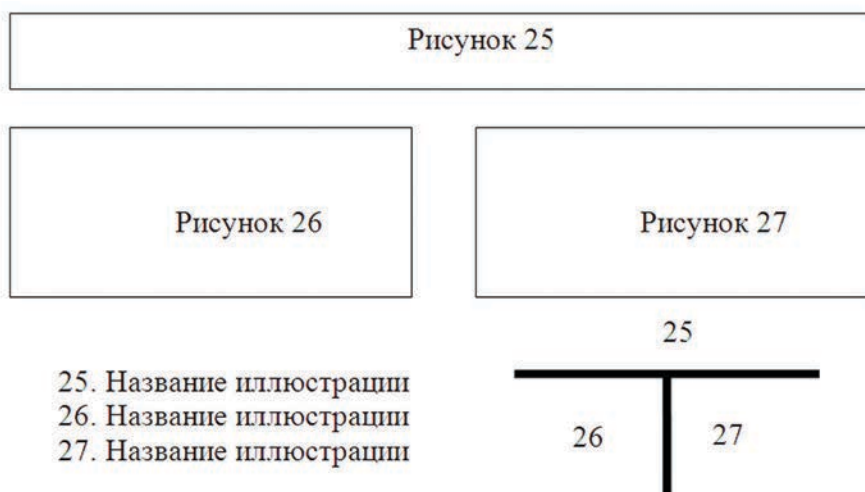 Рисунок 25
Рисунок 26
Рисунок 27
25. Название иллюстрации
26. Название иллюстрации
27. Название иллюстрации
25
26
27